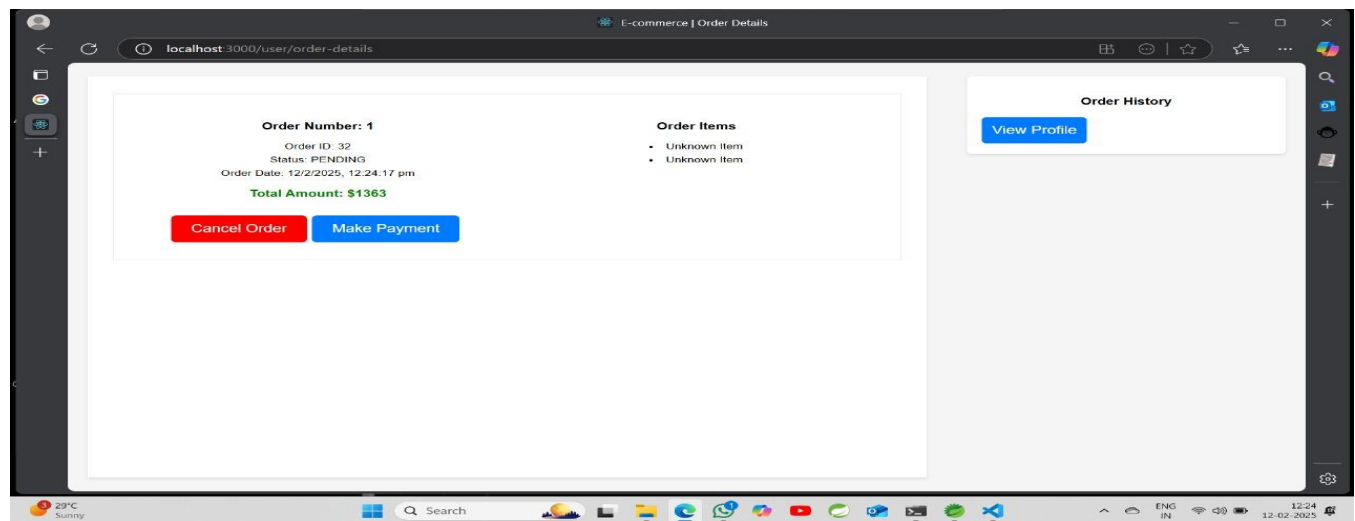 E-commerce | Order Details
localhost:3000/user/order-details
Order Number: 1
Order ID: 32
Status: PENDING
Order Date: 12/2/2025, 12:24:17 pm
Total Amount: $1363
Cancel Order
Make Payment
Order Items
Unknown Item
Unknown Item
Order History
View Profile
3
29°C
Sunny
Search
ENG
IN
12:24
12-02-2025